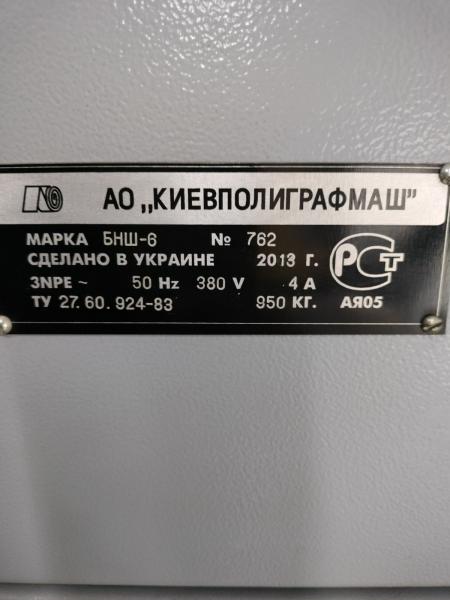 АО „КИЕВПОЛИГРАФМАШ"
МАРКА БНШ-6 № 762
СДЕЛАНО В УКРАИНЕ 2013 Г.
3NPE ~ 50 Hz 380 V 4 A
ТУ 27.60.924-83 950 КГ.
РСТ
АЯ05